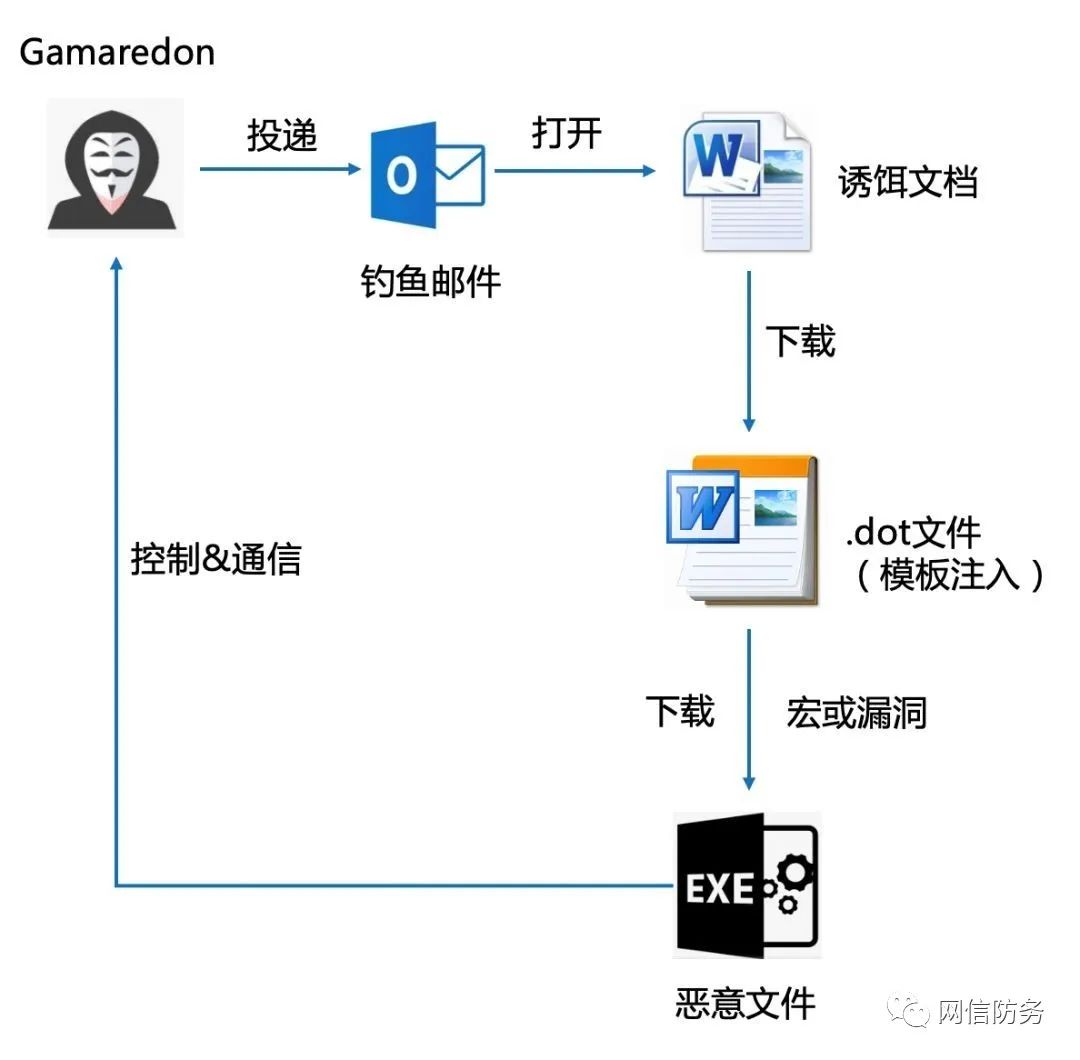 Gamaredon
投递
打开
O
W
诱饵文档
钓鱼邮件
下载
W
.dot文件
（模板注入）
控制&通信
下载
宏或漏洞
EXE
恶意文件
网信防务